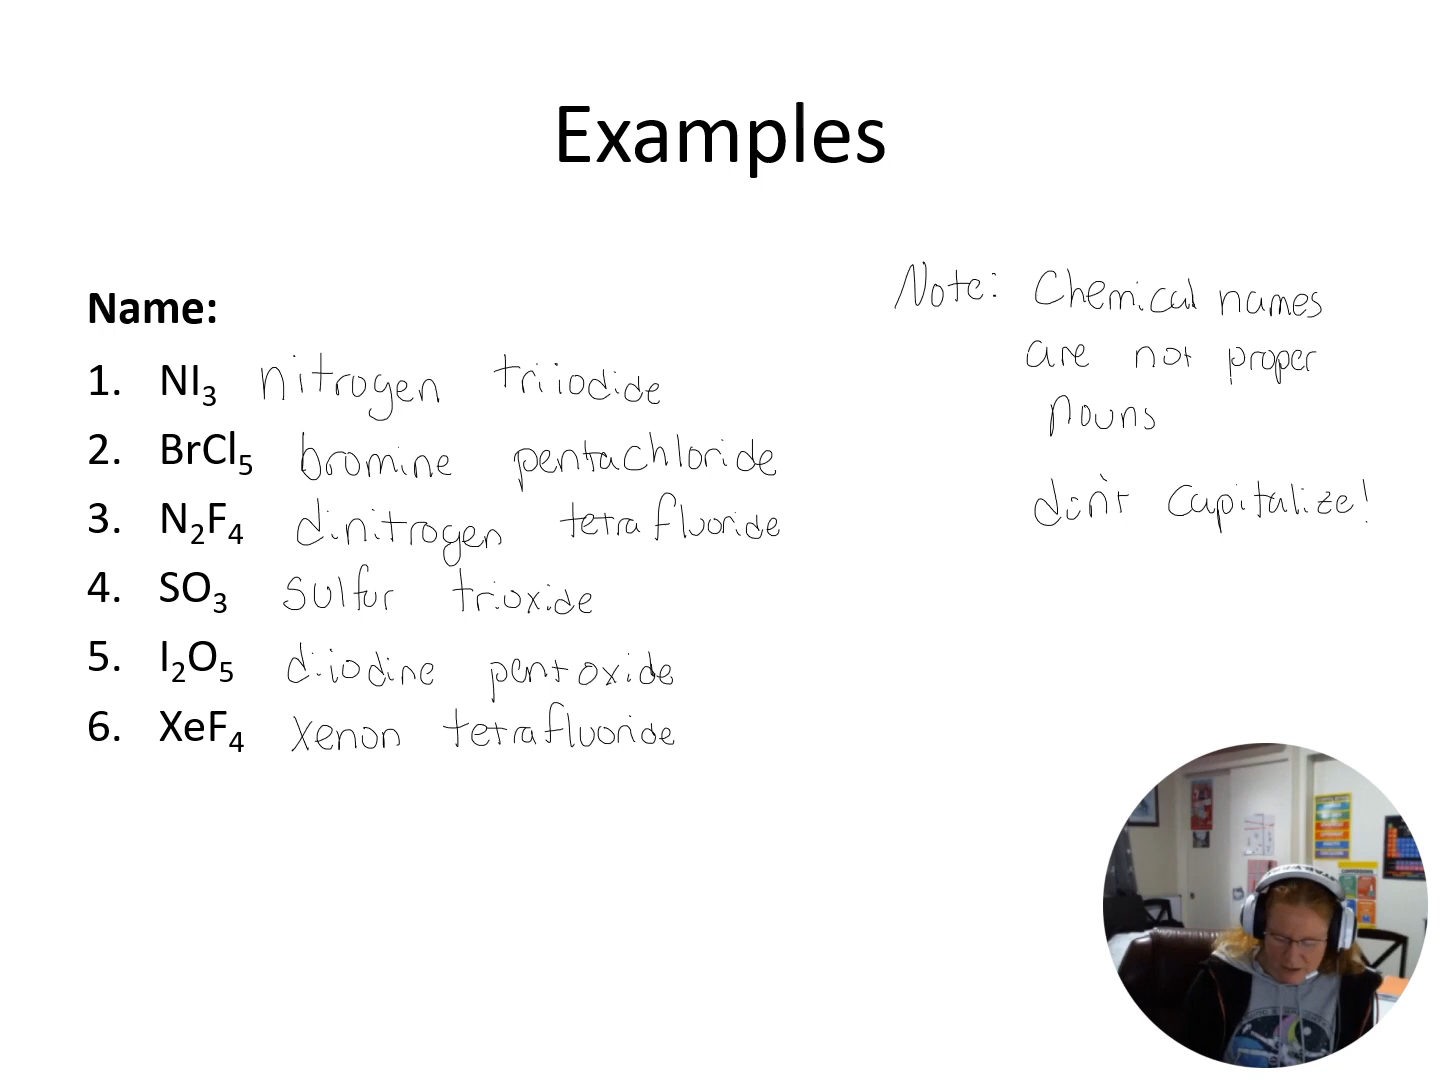 Examples
Name:
1. NI₃ nitrogen triiodide
2. BrCl₅ bromine pentachloride
3. N₂F₄ dinitrogen tetrafluoride
4. SO₃ sulfur trioxide
5. I₂O₅ diiodine pentoxide
6. XeF₄ xenon tetrafluoride
Note: Chemical names
are not proper
nouns
don't capitalize!